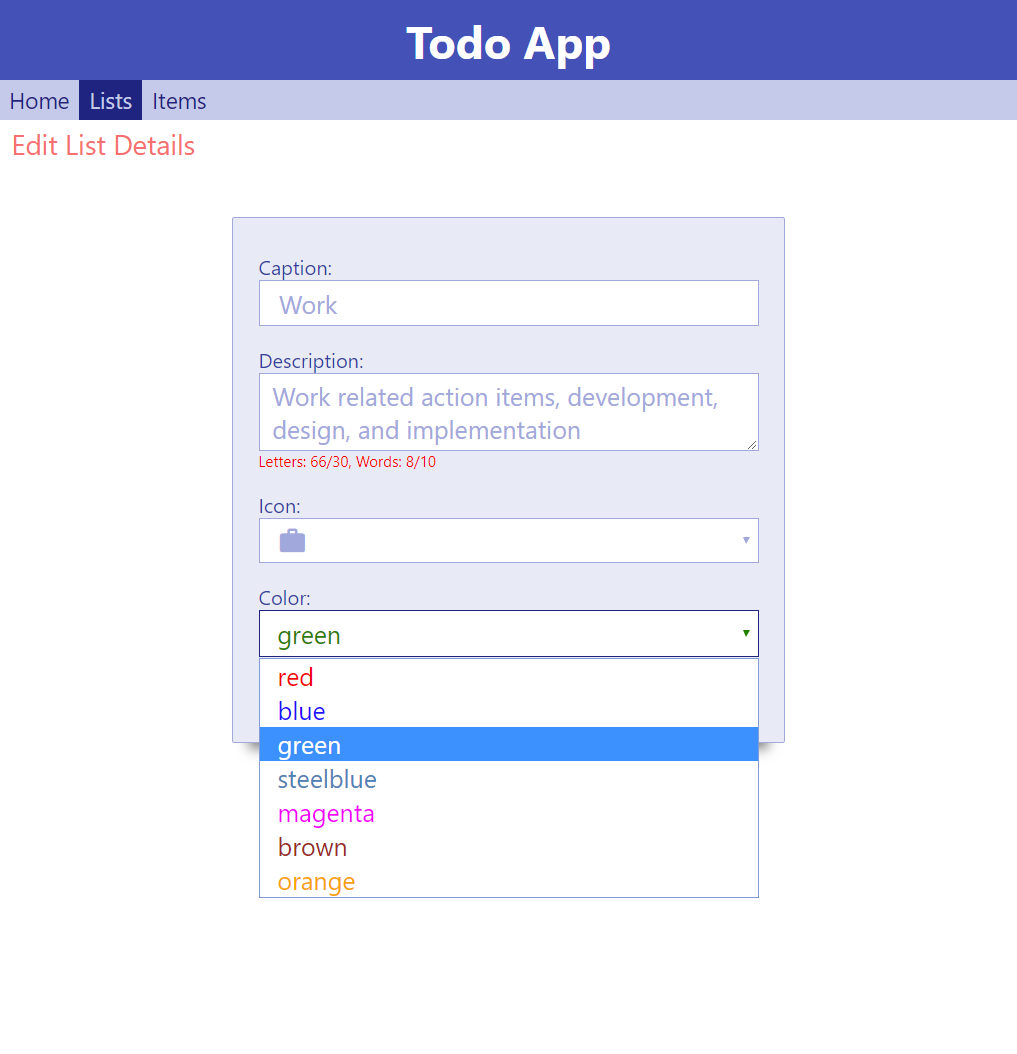 Todo App
Home Lists Items
Edit List Details
Caption:
Work
Description:
Work related action items, development,
design, and implementation
Letters: 66/30, Words: 8/10
Icon:
Color:
green
red
blue
green
steelblue
magenta
brown
orange